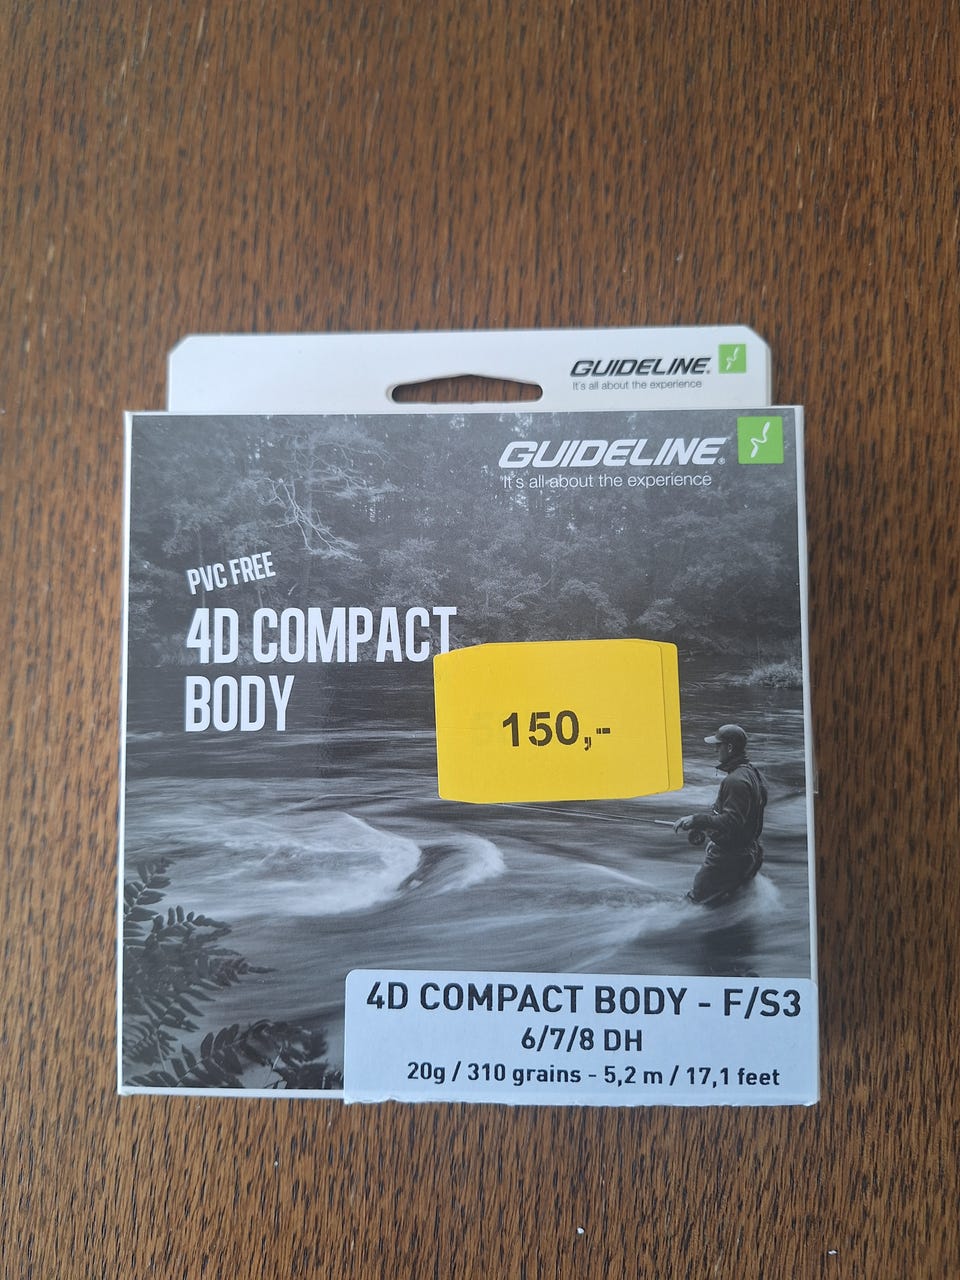 GUIDELINE®
It's all about the experience
GUIDELINE®
It's all about the experience
PVC FREE
4D COMPACT
BODY
150,-
4D COMPACT BODY - F/S3
6/7/8 DH
20g / 310 grains - 5,2 m / 17,1 feet